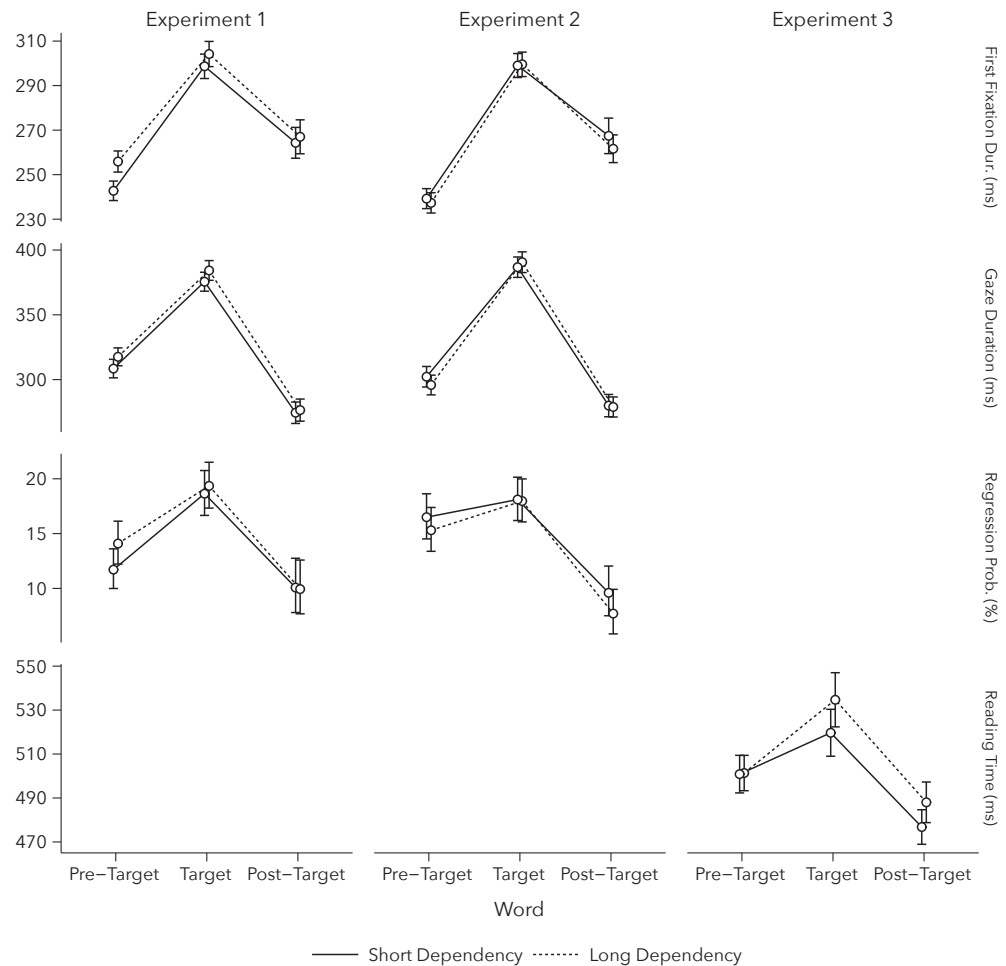 Experiment 1 Experiment 2 Experiment 3
310
290
270
250
230
First Fixation Dur. (ms)
400
350
300
Gaze Duration (ms)
20
15
10
Regression Prob. (%)
550
530
510
490
470
Reading Time (ms)
Pre−Target Target Post−Target Pre−Target Target Post−Target Pre−Target Target Post−Target
Word
Short Dependency Long Dependency